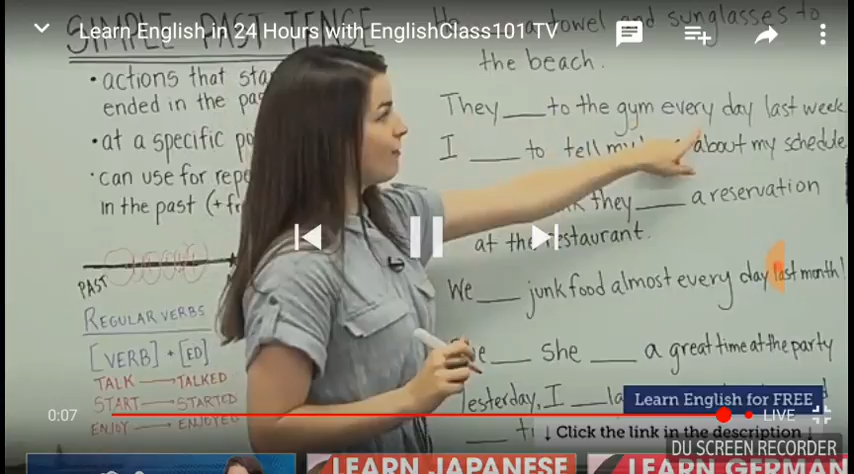 Learn English in 24 Hours with EnglishClass101 TV
SIMPLE PAST TENSE
• actions that
ended in the
• at a specific
• can use for
in the past
PAST
REGULAR VERBS
[VERB] + [ED]
TALK → TALKED
START → STARTED
ENJOY → ENJOYED
a towel and sunglasses to
the beach.
They ___ to the gym every day last week
I ___ to tell about my schedule
they ___ a reservation
at the restaurant.
We ___ junk food almost every day last month!
___ she ___ a great time at the party
Yesterday, I ___
Learn English for FREE
↓ Click the link in the description ↓
0:07
LIVE
DU SCREEN RECORDER
LEARN JAPANESE
LEARN GERMAN